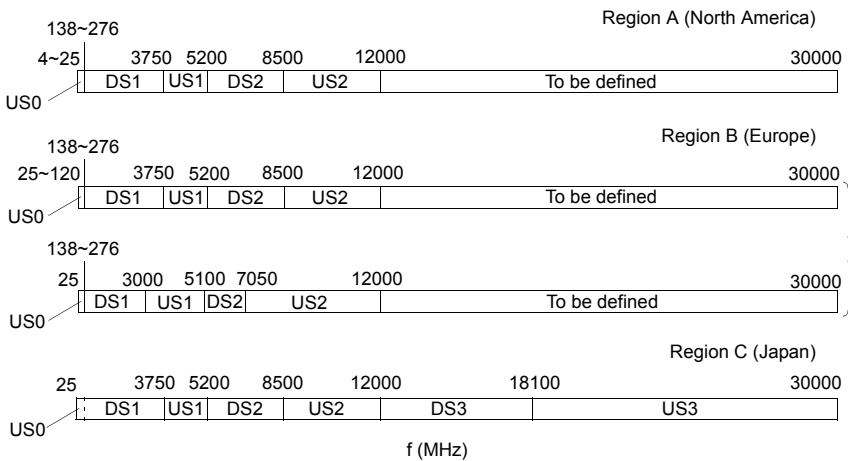 Region A (North America)
138~276
4~25 3750 5200 8500 12000 30000
DS1 US1 DS2 US2 To be defined
US0
Region B (Europe)
138~276
25~120 3750 5200 8500 12000 30000
DS1 US1 DS2 US2 To be defined
US0
138~276
25 3000 5100 7050 12000 30000
DS1 US1 DS2 US2 To be defined
US0
Region C (Japan)
25 3750 5200 8500 12000 18100 30000
DS1 US1 DS2 US2 DS3 US3
US0
f (MHz)